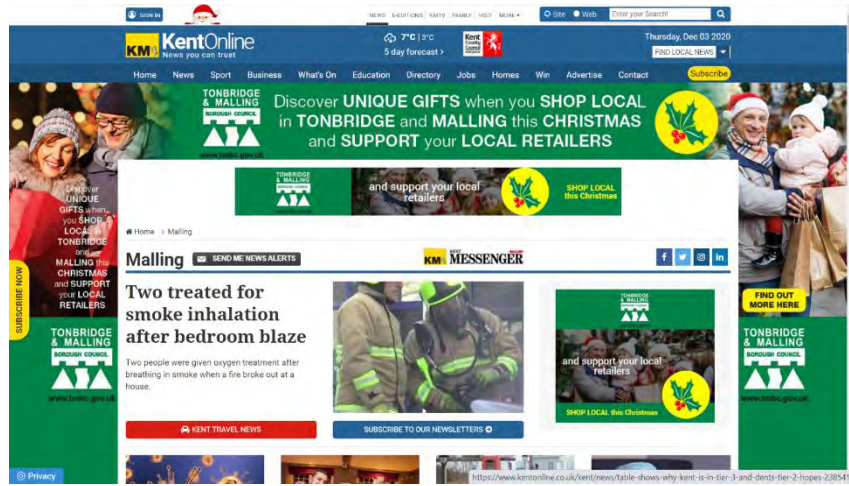 SIGN IN
NEWS E-EDITIONS KMTV FAMILY VISIT MORE
Site Web Enter your Search!
KM KentOnline
News you can trust
7°C | 3°C
5 day forecast >
Kent County Council
Thursday, Dec 03 2020
FIND LOCAL NEWS
Home News Sport Business What's On Education Directory Jobs Homes Win Advertise Contact Subscribe
TONBRIDGE & MALLING
BOROUGH COUNCIL
www.tmbc.gov.uk
Discover UNIQUE GIFTS when you SHOP LOCAL
in TONBRIDGE and MALLING this CHRISTMAS
and SUPPORT your LOCAL RETAILERS
TONBRIDGE & MALLING
BOROUGH COUNCIL
and support your local
retailers
SHOP LOCAL
this Christmas
Discover
UNIQUE
GIFTS when
you SHOP
LOCAL in
TONBRIDGE
and
MALLING this
CHRISTMAS
and SUPPORT
your LOCAL
RETAILERS
TONBRIDGE
& MALLING
BOROUGH COUNCIL
www.tmbc.gov.uk
SUBSCRIBE NOW
Home > Malling
Malling SEND ME NEWS ALERTS
KM KENT MESSENGER
f in
Two treated for
smoke inhalation
after bedroom blaze
Two people were given oxygen treatment after
breathing in smoke when a fire broke out at a
house.
TONBRIDGE
& MALLING
BOROUGH COUNCIL
and support your local
retailers
SHOP LOCAL this Christmas
FIND OUT
MORE HERE
TONBRIDGE
& MALLING
BOROUGH COUNCIL
www.tmbc.gov.uk
KENT TRAVEL NEWS
SUBSCRIBE TO OUR NEWSLETTERS
Privacy
https://www.kentonline.co.uk/kent/news/table-shows-why-kent-is-in-tier-3-and-dents-tier-2-hopes-238541